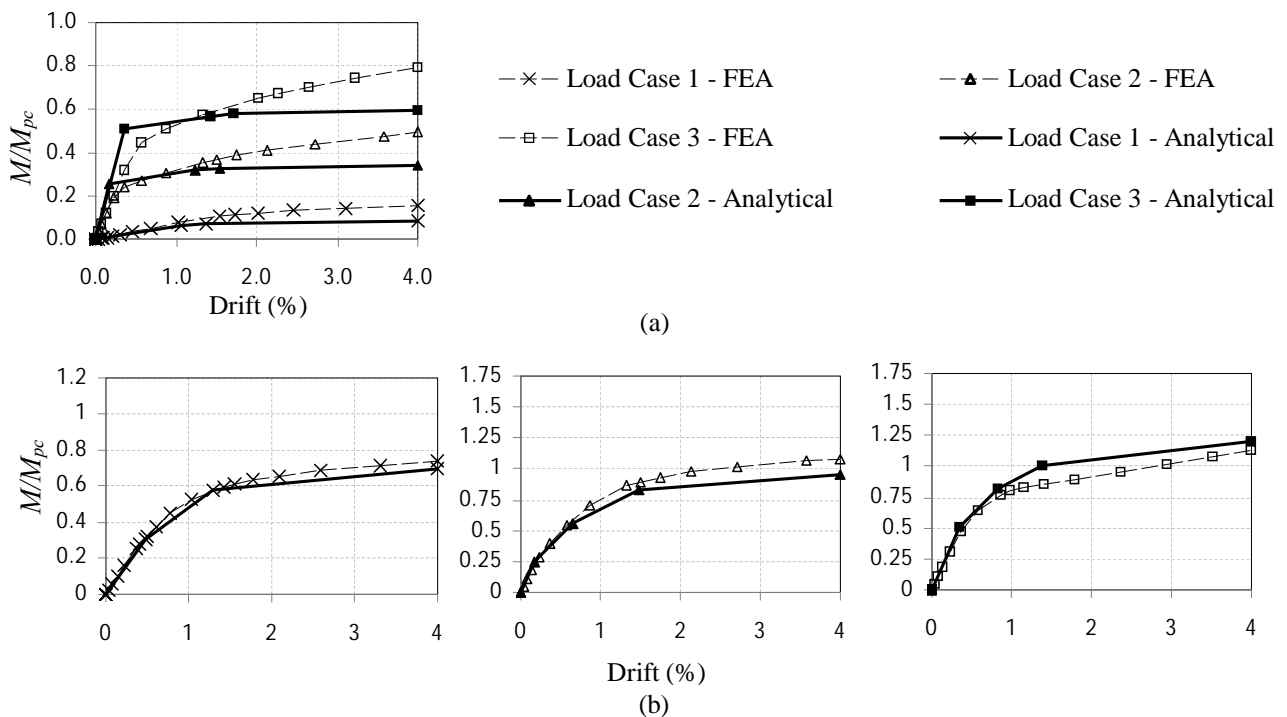 1.0
0.8
0.6
0.4
0.2
0.0
M/Mpc
0.0 1.0 2.0 3.0 4.0
Drift (%)
Load Case 1 - FEA
Load Case 2 - FEA
Load Case 3 - FEA
Load Case 1 - Analytical
Load Case 2 - Analytical
Load Case 3 - Analytical
(a)
1.2
1
0.8
0.6
0.4
0.2
0
M/Mpc
0 1 2 3 4
1.75
1.5
1.25
1
0.75
0.5
0.25
0
0 1 2 3 4
1.75
1.5
1.25
1
0.75
0.5
0.25
0
0 1 2 3 4
Drift (%)
(b)